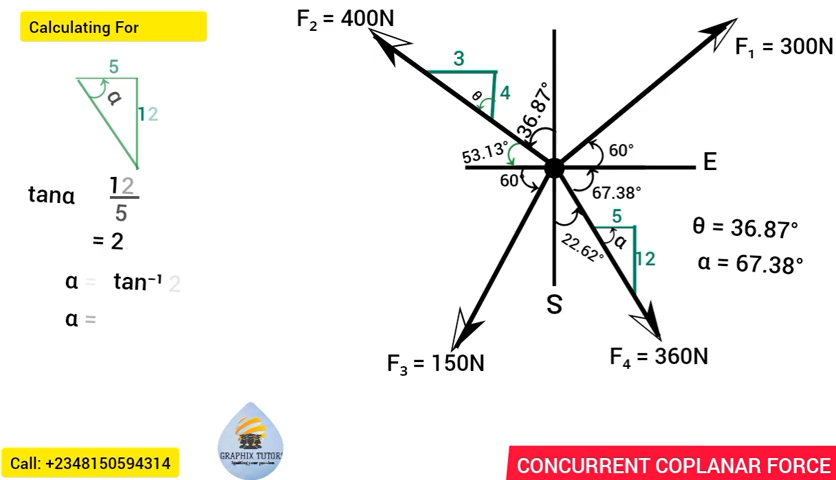 Calculating For
F₂ = 400N
F₁ = 300N
5
α
12
3
4
θ
36.87°
53.13°
60°
60°
E
67.38°
tanα 12
5
= 2
5
α
12
22.62°
θ = 36.87°
α = 67.38°
α = tan⁻¹ 2
α =
S
F₃ = 150N
F₄ = 360N
GRAPHIX TUTOR
Call: +2348150594314
CONCURRENT COPLANAR FORCE